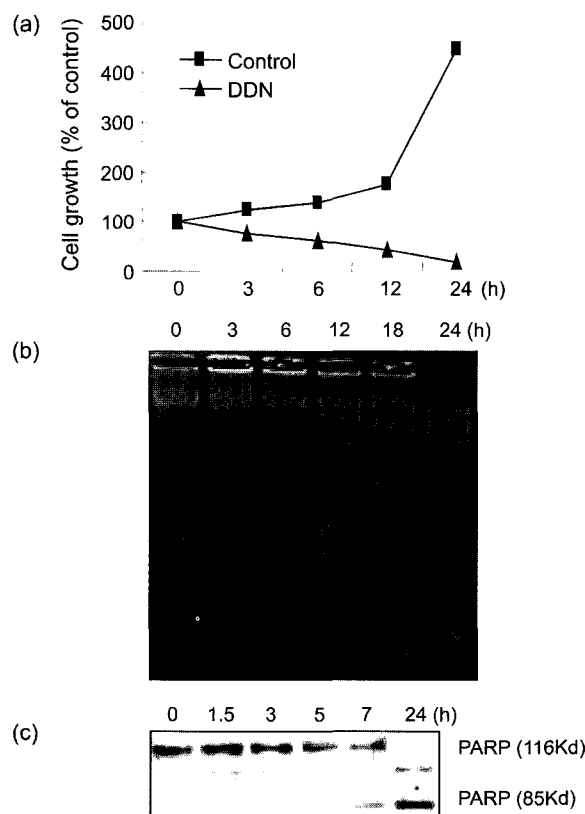 (a)
Cell growth (% of control)
500
400
300
200
100
0
Control
DDN
0 3 6 12 24 (h)
(b)
0 3 6 12 18 24 (h)
(c)
0 1.5 3 5 7 24 (h)
PARP (116Kd)
PARP (85Kd)